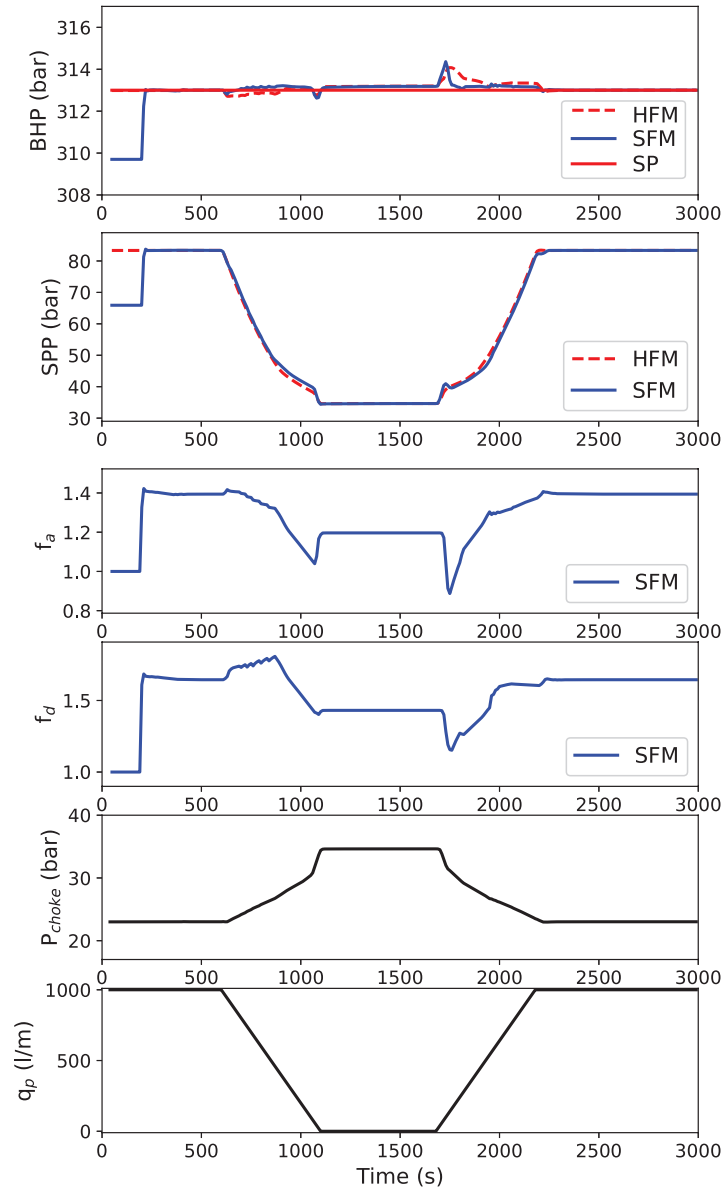 316
314
312
310
308
BHP (bar)
HFM
SFM
SP
0 500 1000 1500 2000 2500 3000
80
70
60
50
40
30
SPP (bar)
HFM
SFM
0 500 1000 1500 2000 2500 3000
1.4
1.2
1.0
0.8
f_a
SFM
0 500 1000 1500 2000 2500 3000
1.5
1.0
f_d
SFM
0 500 1000 1500 2000 2500 3000
40
30
20
P_choke (bar)
0 500 1000 1500 2000 2500 3000
1000
500
0
q_p (l/m)
0 500 1000 1500 2000 2500 3000
Time (s)